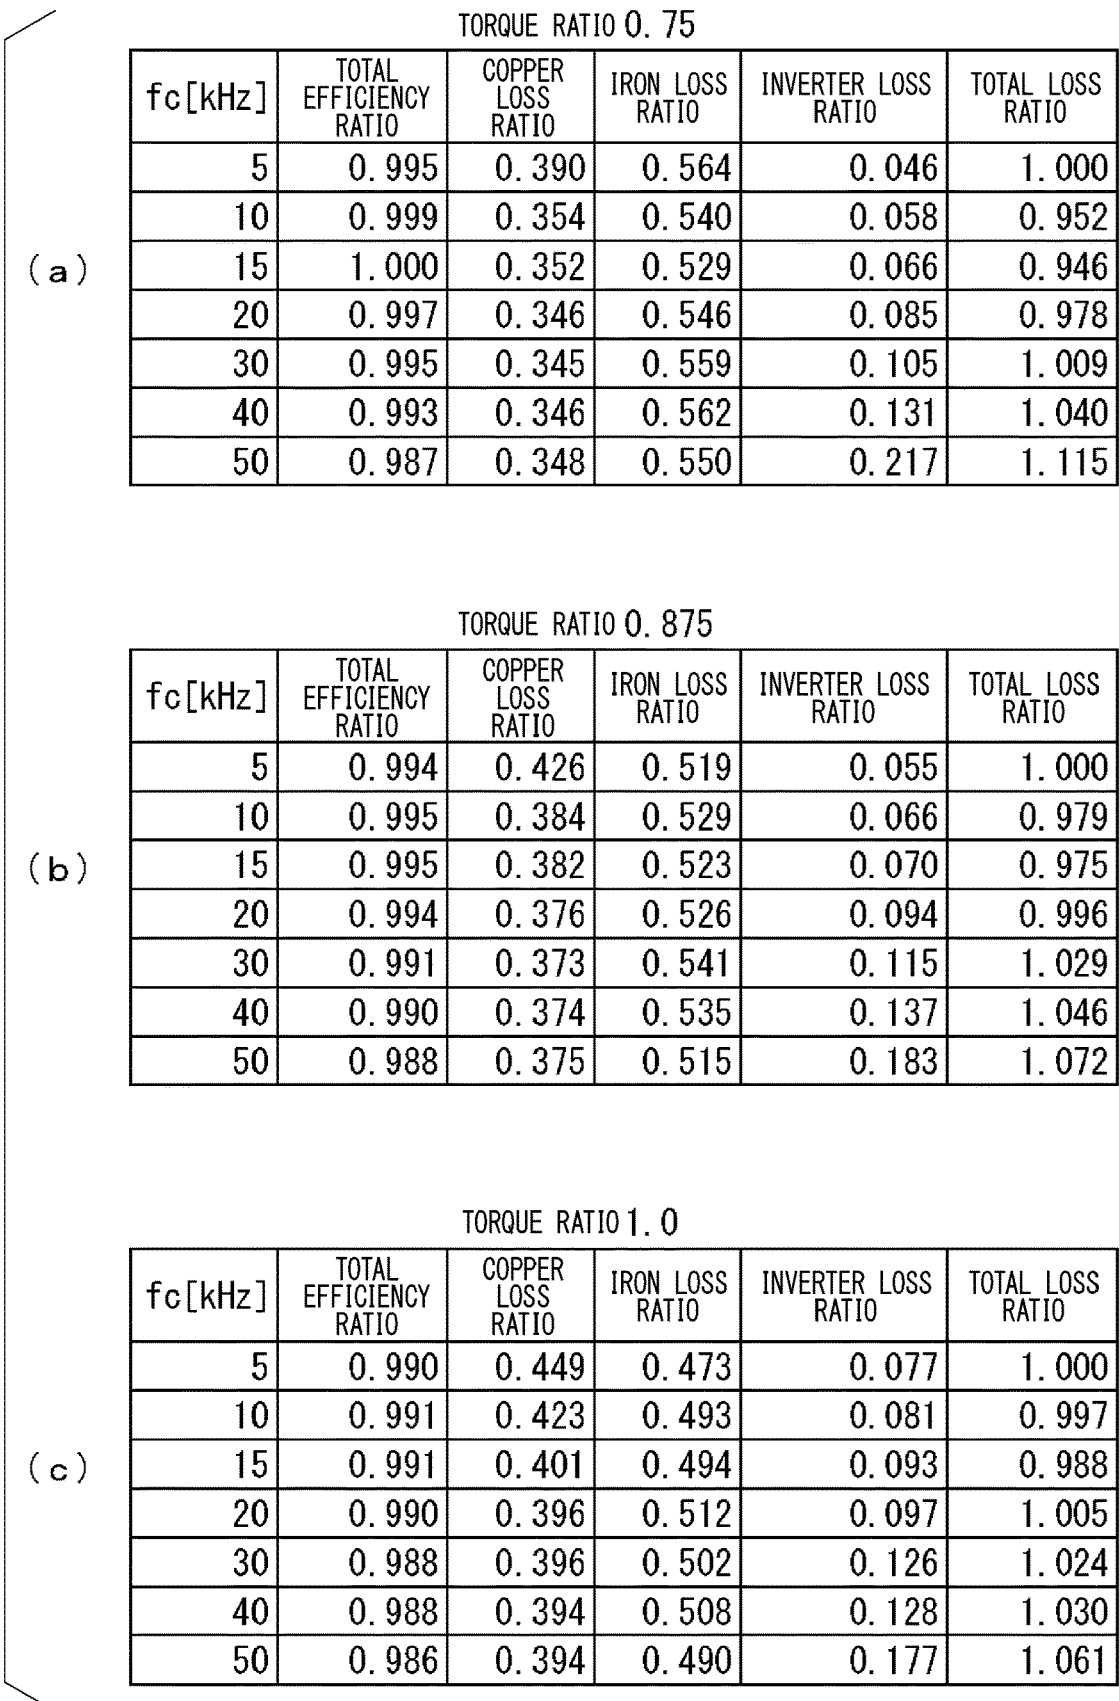 TORQUE RATIO 0.75
fc[kHz] TOTAL EFFICIENCY RATIO COPPER LOSS RATIO IRON LOSS RATIO INVERTER LOSS RATIO TOTAL LOSS RATIO
5 0.995 0.390 0.564 0.046 1.000
10 0.999 0.354 0.540 0.058 0.952
(a) 15 1.000 0.352 0.529 0.066 0.946
20 0.997 0.346 0.546 0.085 0.978
30 0.995 0.345 0.559 0.105 1.009
40 0.993 0.346 0.562 0.131 1.040
50 0.987 0.348 0.550 0.217 1.115
TORQUE RATIO 0.875
fc[kHz] TOTAL EFFICIENCY RATIO COPPER LOSS RATIO IRON LOSS RATIO INVERTER LOSS RATIO TOTAL LOSS RATIO
5 0.994 0.426 0.519 0.055 1.000
10 0.995 0.384 0.529 0.066 0.979
(b) 15 0.995 0.382 0.523 0.070 0.975
20 0.994 0.376 0.526 0.094 0.996
30 0.991 0.373 0.541 0.115 1.029
40 0.990 0.374 0.535 0.137 1.046
50 0.988 0.375 0.515 0.183 1.072
TORQUE RATIO 1.0
fc[kHz] TOTAL EFFICIENCY RATIO COPPER LOSS RATIO IRON LOSS RATIO INVERTER LOSS RATIO TOTAL LOSS RATIO
5 0.990 0.449 0.473 0.077 1.000
10 0.991 0.423 0.493 0.081 0.997
(c) 15 0.991 0.401 0.494 0.093 0.988
20 0.990 0.396 0.512 0.097 1.005
30 0.988 0.396 0.502 0.126 1.024
40 0.988 0.394 0.508 0.128 1.030
50 0.986 0.394 0.490 0.177 1.061